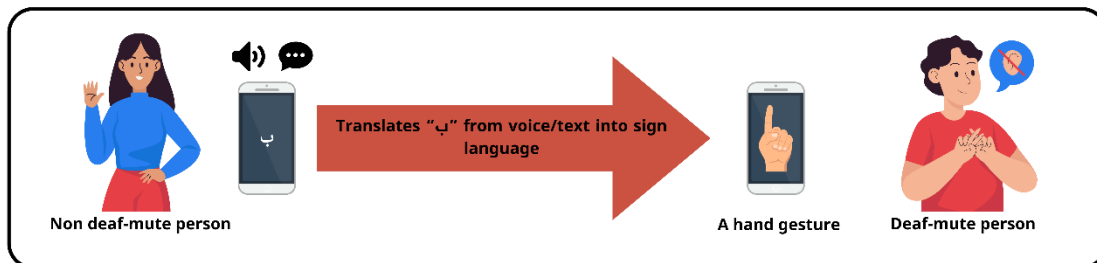 ب
Translates “ب” from voice/text into sign
language
Non deaf-mute person
A hand gesture
Deaf-mute person